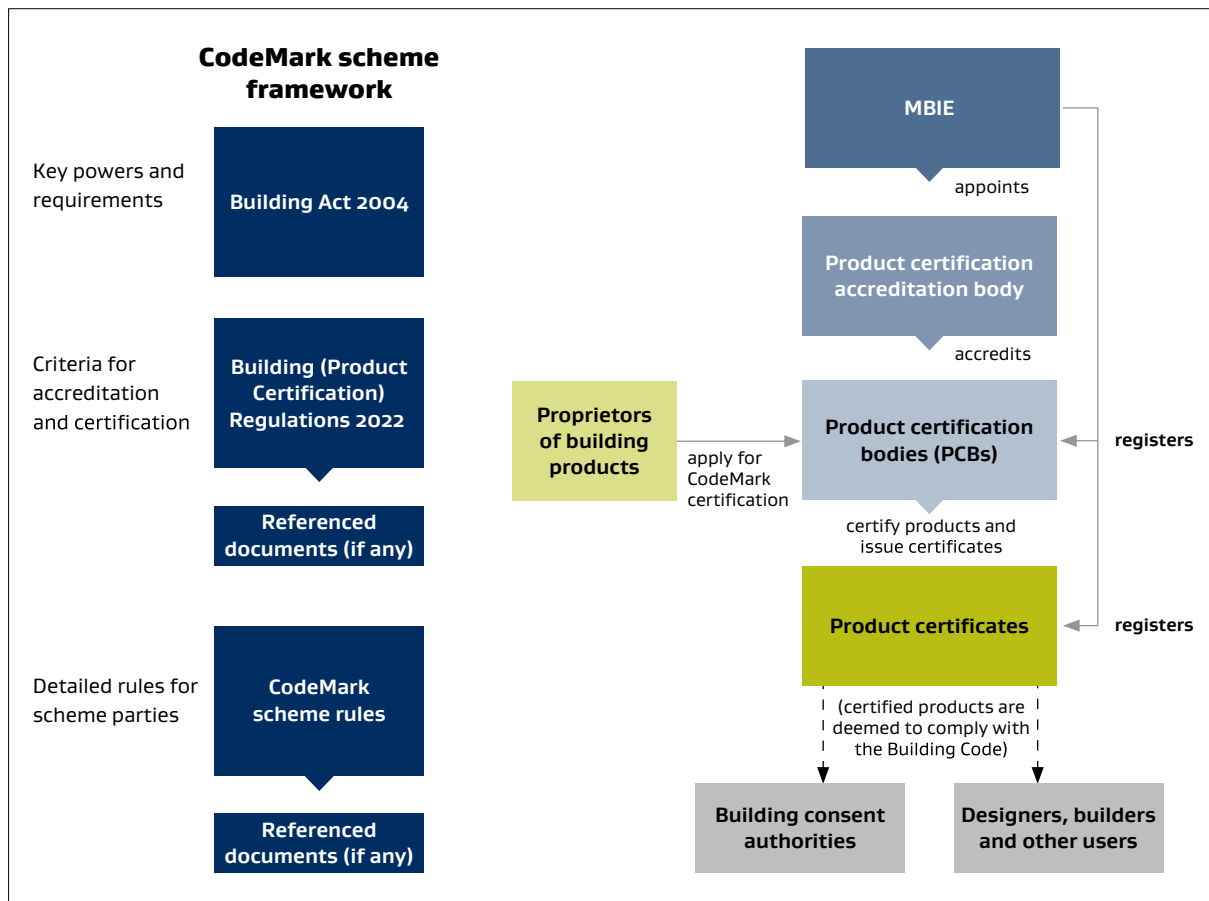 CodeMark scheme
framework
Key powers and
requirements
Building Act 2004
Criteria for
accreditation
and certification
Building (Product
Certification)
Regulations 2022
Referenced
documents (if any)
Detailed rules for
scheme parties
CodeMark
scheme rules
Referenced
documents (if any)
MBIE
appoints
Product certification
accreditation body
accredits
Proprietors
of building
products
apply for
CodeMark
certification
Product certification
bodies (PCBs)
registers
certify products and
issue certificates
Product certificates
registers
(certified products are
deemed to comply with
the Building Code)
Building consent
authorities
Designers, builders
and other users